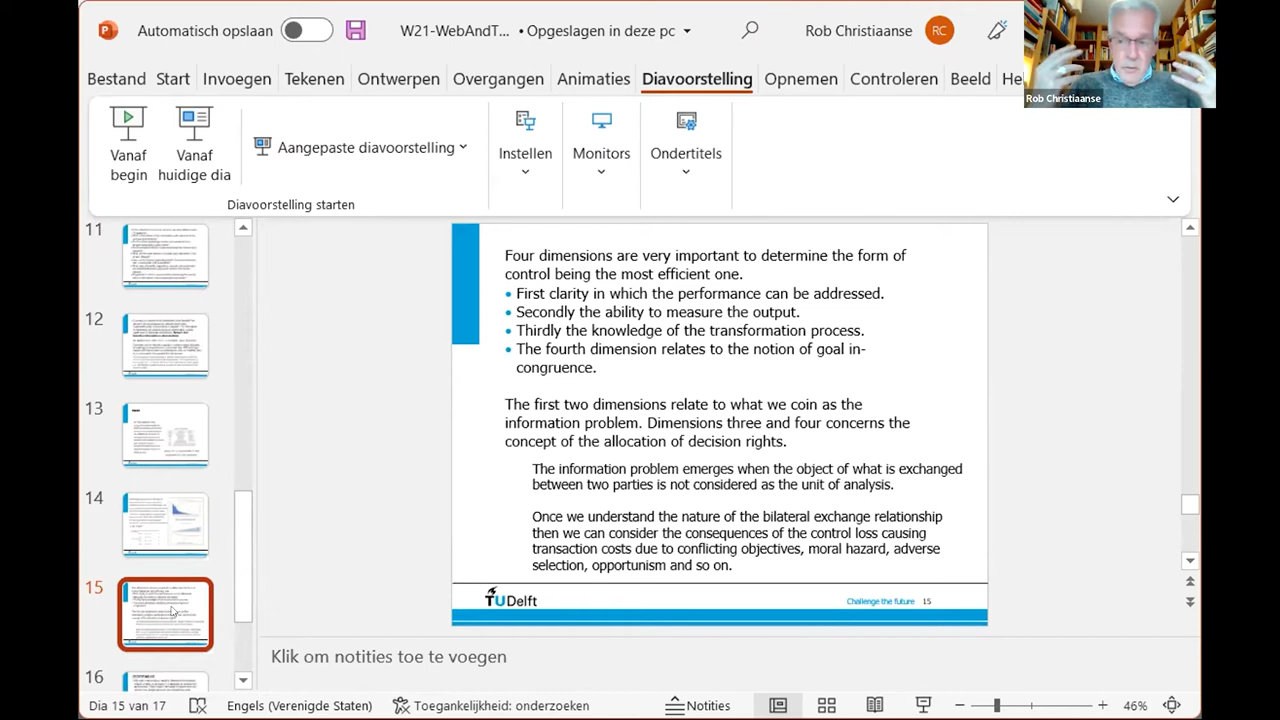 Automatisch opslaan
W21-WebAndT... • Opgeslagen in deze pc
Rob Christiaanse
RC
Bestand Start Invoegen Tekenen Ontwerpen Overgangen Animaties Diavoorstelling Opnemen Controleren Beeld He
Rob Christiaanse
Vanaf begin
Vanaf huidige dia
Aangepaste diavoorstelling
Instellen
Monitors
Ondertitels
Diavoorstelling starten
11
12
13
14
15
16
Four dimensions are very important to determine the form of
control being the most efficient one.
• First clarity in which the performance can be addressed.
• Secondly the ability to measure the output.
• Thirdly the knowledge of the transformation process.
• The fourth dimension relates to the notion of goal in-
congruence.
The first two dimensions relate to what we coin as the
information problem. Dimensions three and four concerns the
concept of the allocation of decision rights.
The information problem emerges when the object of what is exchanged
between two parties is not considered as the unit of analysis.
Once we understand the nature of the bilateral exchange relationship
then we can consider the consequences of the control loss causing
transaction costs due to conflicting objectives, moral hazard, adverse
selection, opportunism and so on.
TUDelft
Challenge the future 15
Klik om notities toe te voegen
Dia 15 van 17 Engels (Verenigde Staten) Toegankelijkheid: onderzoeken Notities 46%